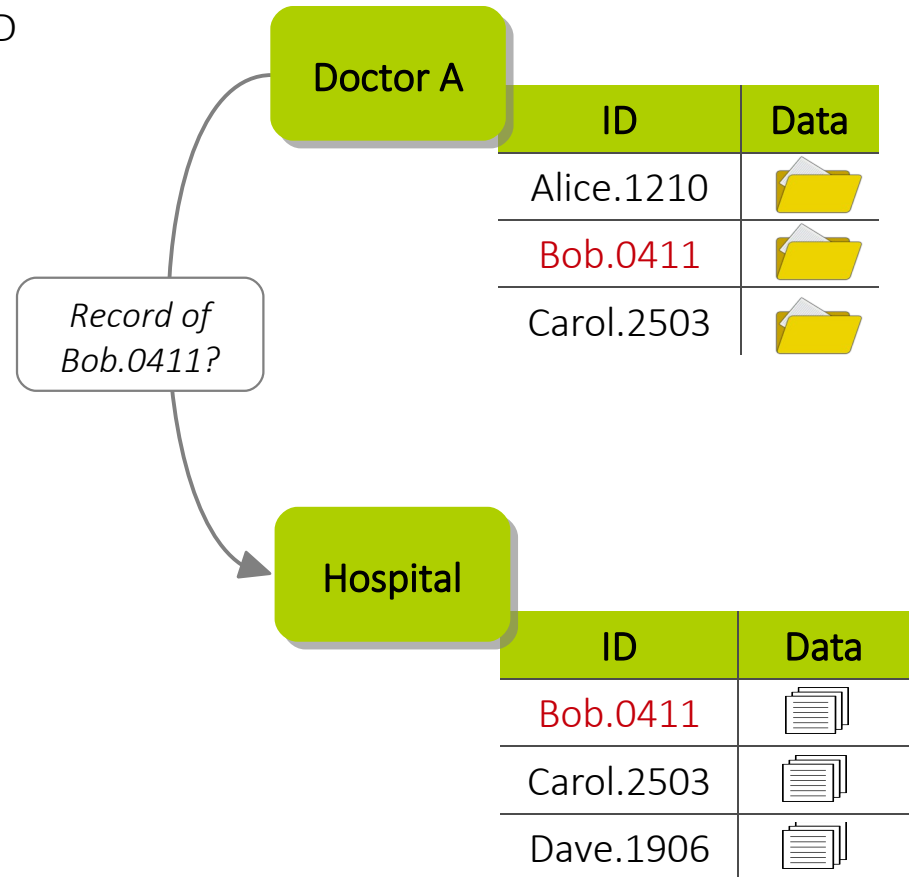 D
Doctor A
ID Data
Alice.1210
Bob.0411
Carol.2503
Record of
Bob.0411?
Hospital
ID Data
Bob.0411
Carol.2503
Dave.1906